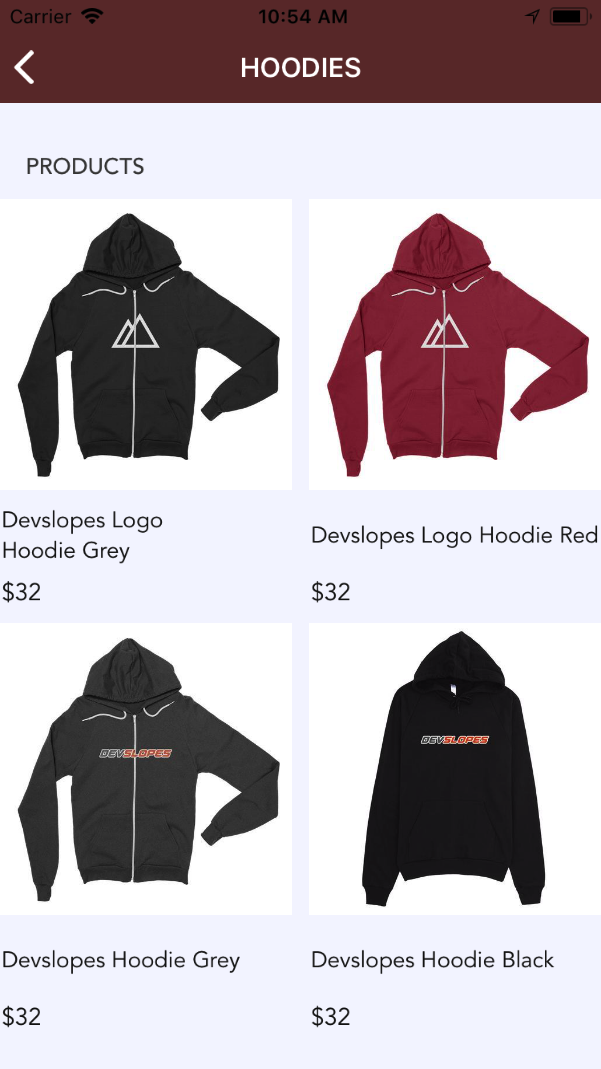 Carrier 10:54 AM
HOODIES
PRODUCTS
Devslopes Logo
Hoodie Grey
Devslopes Logo Hoodie Red
$32
$32
DEVSLOPES
DEVSLOPES
Devslopes Hoodie Grey
Devslopes Hoodie Black
$32
$32